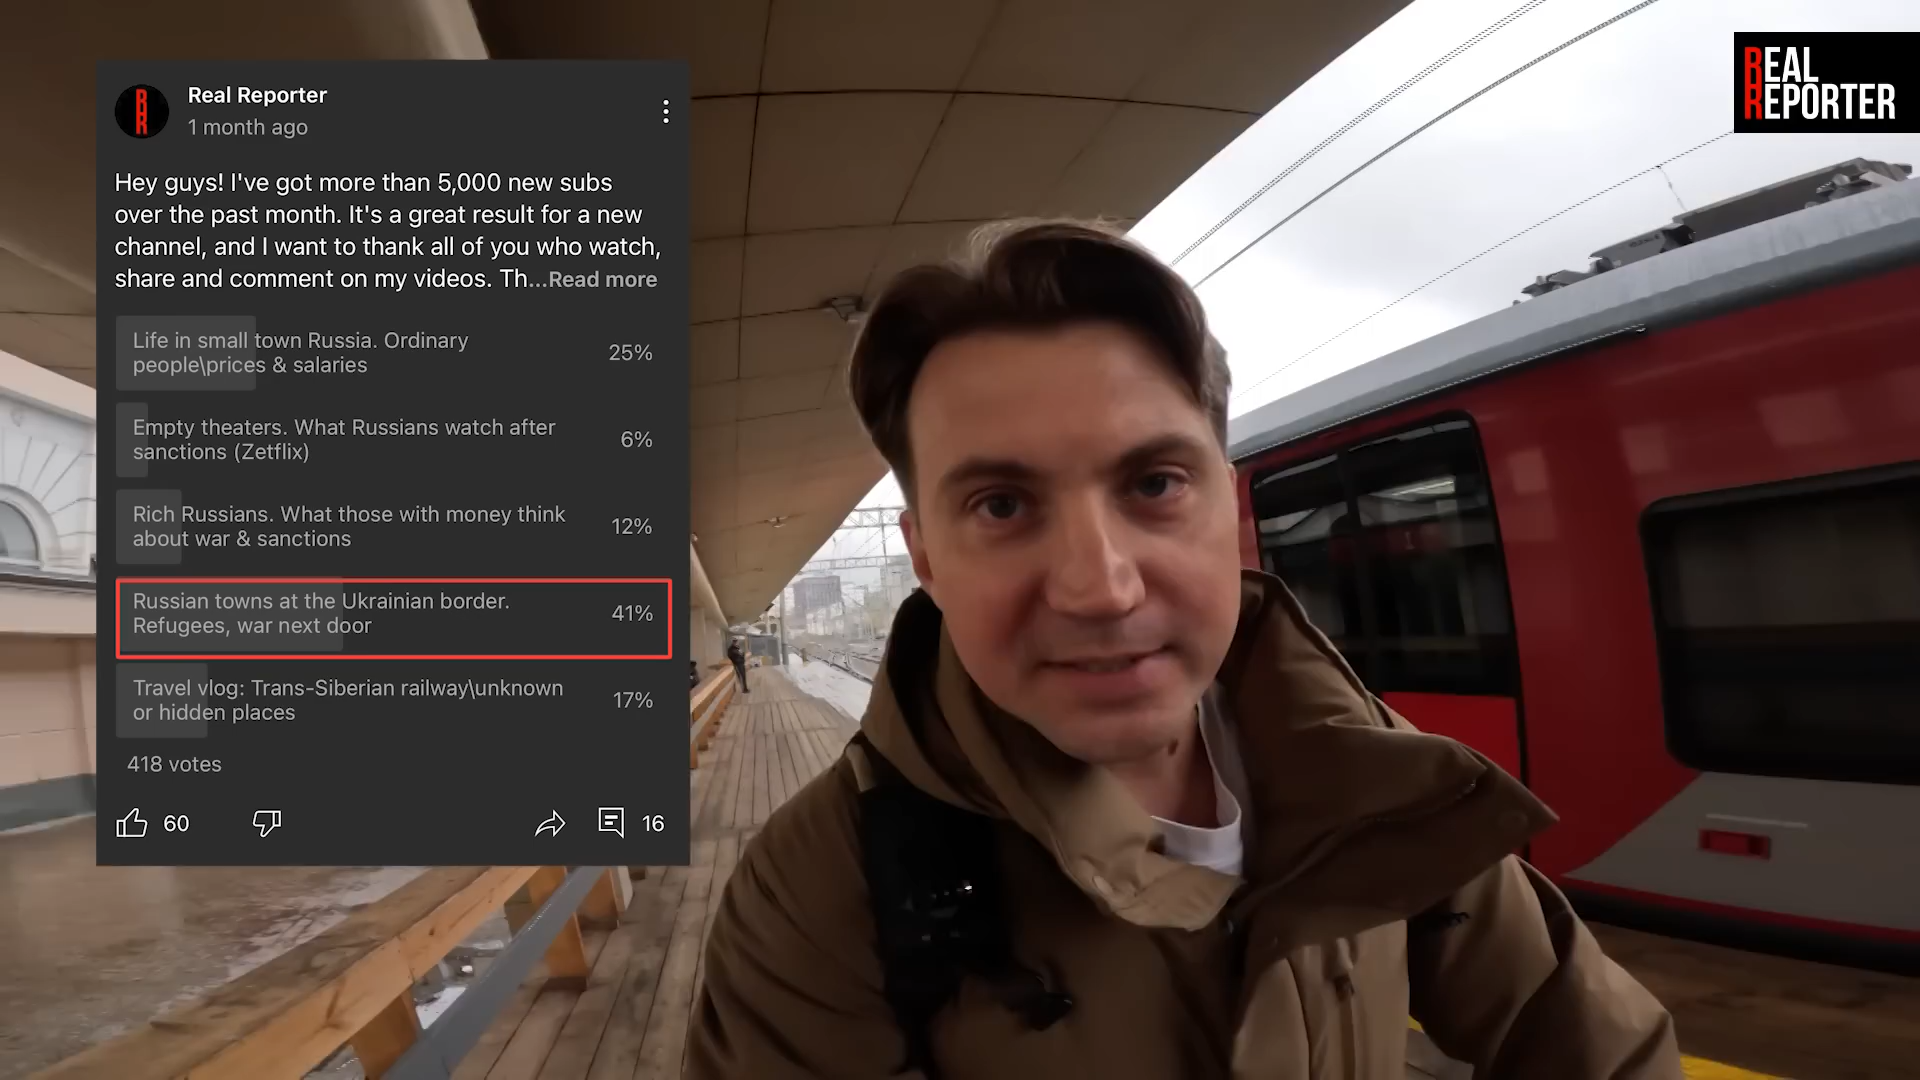 Real Reporter
1 month ago
Hey guys! I've got more than 5,000 new subs
over the past month. It's a great result for a new
channel, and I want to thank all of you who watch,
share and comment on my videos. Th...Read more
Life in small town Russia. Ordinary
people\prices & salaries
25%
Empty theaters. What Russians watch after
sanctions (Zetflix)
6%
Rich Russians. What those with money think
about war & sanctions
12%
Russian towns at the Ukrainian border.
Refugees, war next door
41%
Travel vlog: Trans-Siberian railway\unknown
or hidden places
17%
418 votes
60
16
REAL
REPORTER